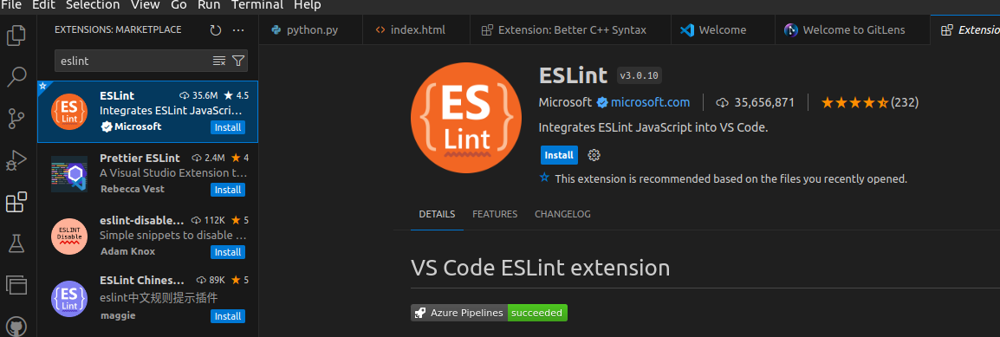 File Edit Selection View Go Run Terminal Help
EXTENSIONS: MARKETPLACE
eslint
ESLint 35.6M ★ 4.5
Integrates ESLint JavaScri...
Microsoft Install
Prettier ESLint 2.4M ★ 4
A Visual Studio Extension t...
Rebecca Vest Install
eslint-disable... 112K ★ 5
Simple snippets to disable ...
Adam Knox Install
ESLint Chines... 89K ★ 5
eslint中文规则提示插件
maggie Install
ES
Lint
ESLINT
Disable
ES
Lint
python.py <> index.html Extension: Better C++ Syntax Welcome Welcome to GitLens Extensio
ES
Lint
ESLint v3.0.10
Microsoft microsoft.com | 35,656,871 | ★★★★★(232)
Integrates ESLint JavaScript into VS Code.
Install
This extension is recommended based on the files you recently opened.
DETAILS FEATURES CHANGELOG
VS Code ESLint extension
Azure Pipelines succeeded